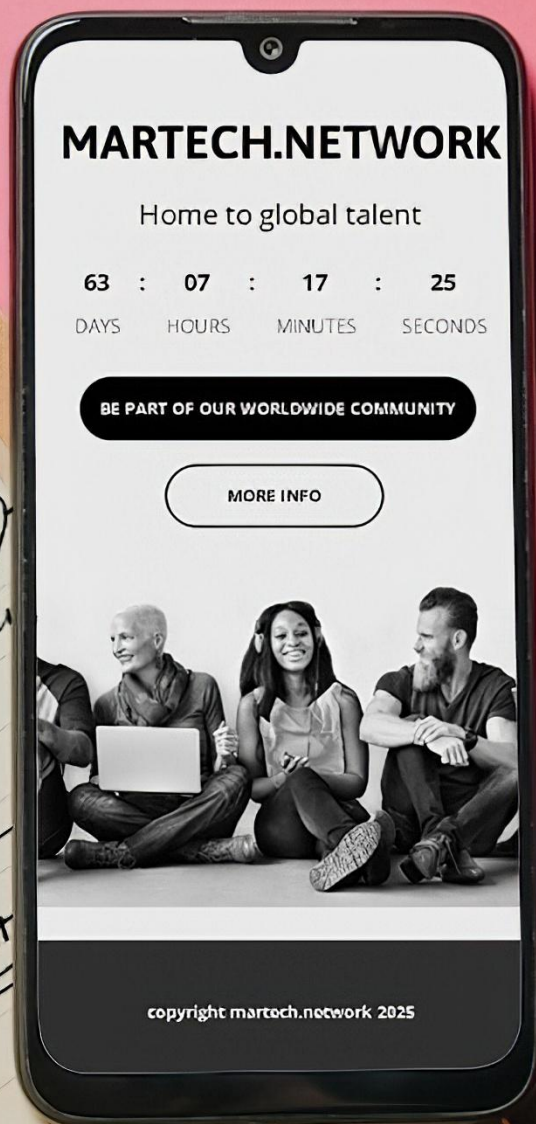 MARTECH.NETWORK
Home to global talent
63 : 07 : 17 : 25
DAYS HOURS MINUTES SECONDS
BE PART OF OUR WORLDWIDE COMMUNITY
MORE INFO
copyright martech.network 2025